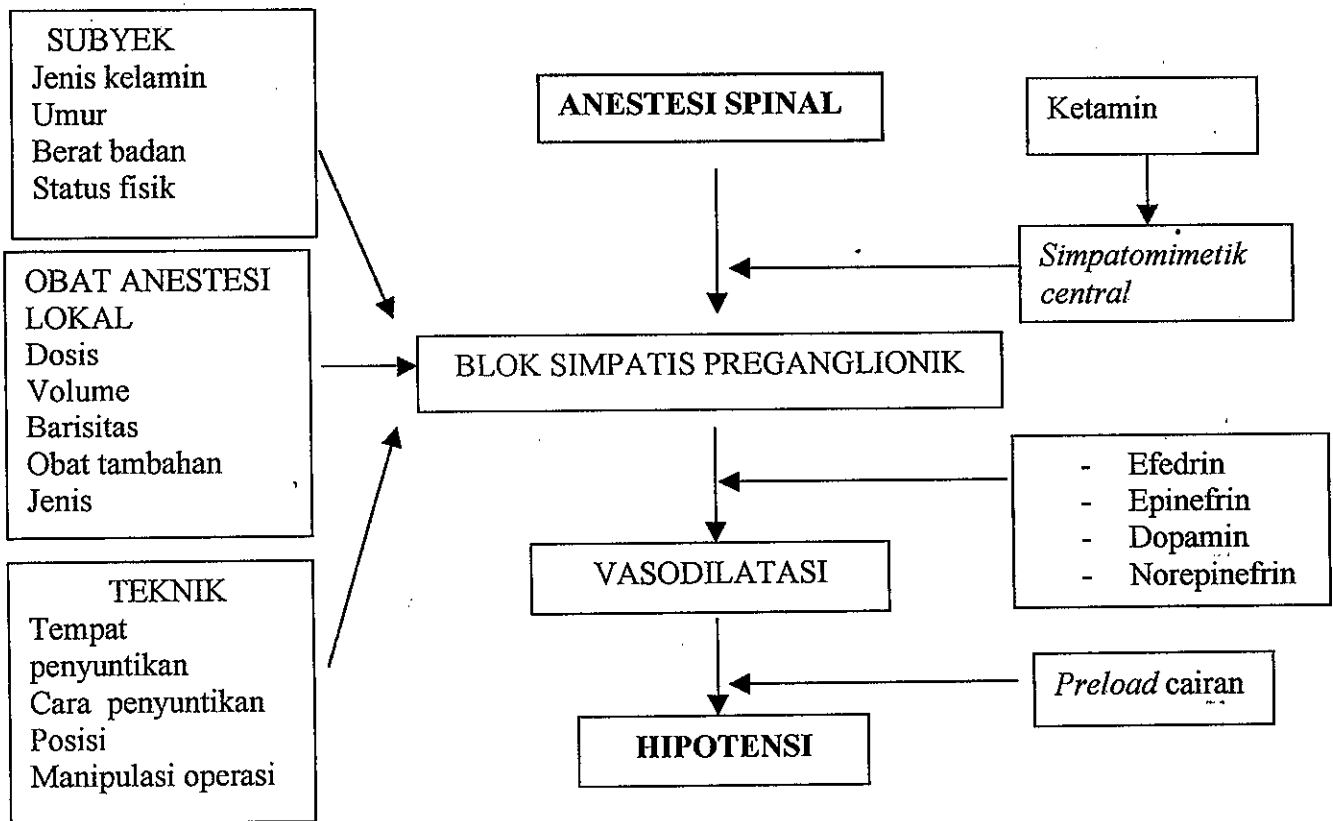 SUBYEK
Jenis kelamin
Umur
Berat badan
Status fisik
OBAT ANESTESI
LOKAL
Dosis
Volume
Barisitas
Obat tambahan
Jenis
TEKNIK
Tempat
penyuntikan
Cara penyuntikan
Posisi
Manipulasi operasi
ANESTESI SPINAL
BLOK SIMPATIS PREGANGLIONIK
VASODILATASI
HIPOTENSI
Ketamin
Simpatomimetik
central
- Efedrin
- Epinefrin
- Dopamin
- Norepinefrin
Preload cairan